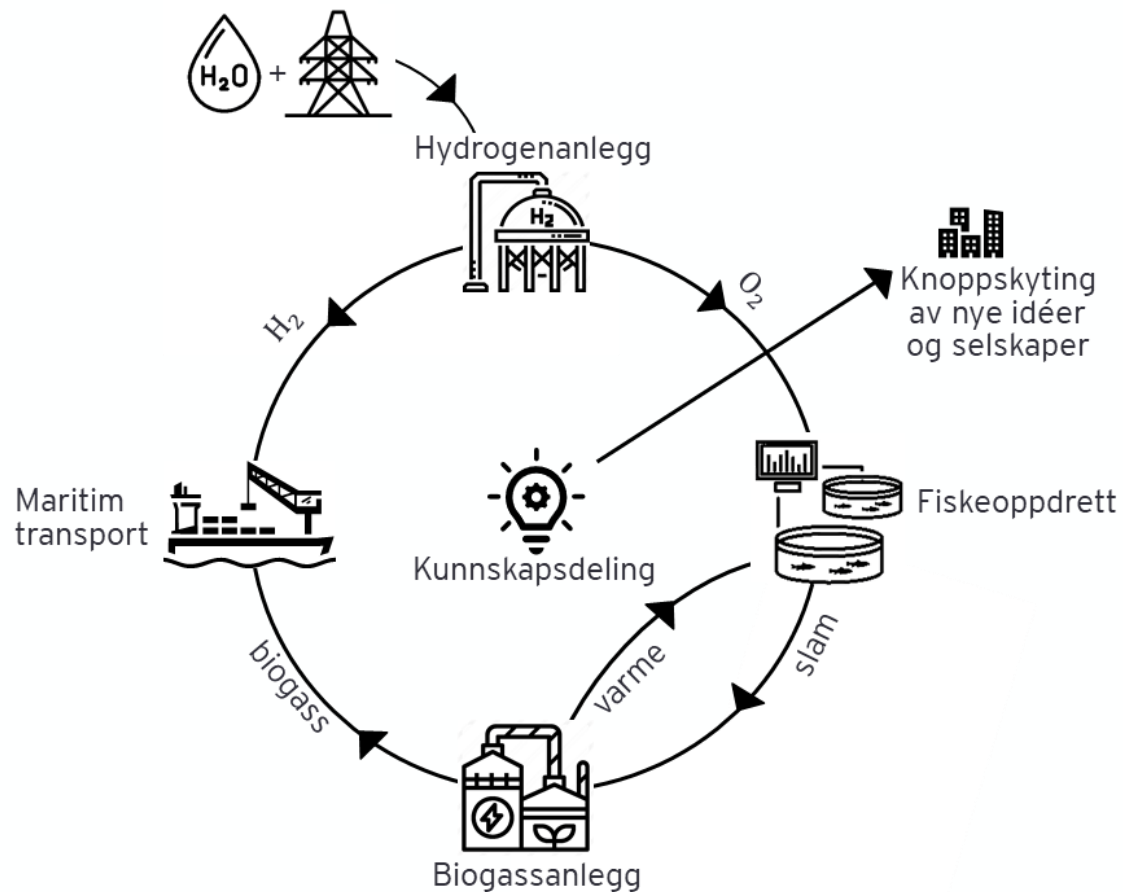 H₂O +
Hydrogenanlegg
H₂
H₂
O₂
Knoppskyting
av nye idéer
og selskaper
Maritim
transport
Kunnskapsdeling
Fiskeoppdrett
biogass
varme
slam
Biogassanlegg